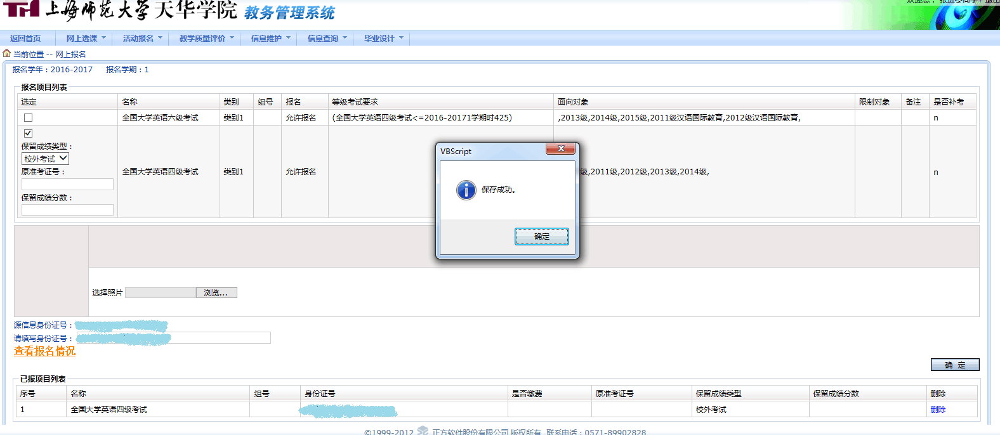 TH 上海师范大学天华学院 教务管理系统
返回首页 网上选课 活动报名 教学质量评价 信息维护 信息查询 毕业设计
当前位置 -- 网上报名
报名学年：2016-2017 报名学期：1
报名项目列表
选定 名称 类别 组号 报名 等级考试要求 面向对象 限制对象 备注 是否补考
全国大学英语六级考试 类别1 允许报名 (全国大学英语四级考试<=2016-20171学期时425) ,2013级,2014级,2015级,2011级汉语国际教育,2012级汉语国际教育, n
保留成绩类型：
校外考试
原准考证号：
全国大学英语四级考试 类别1 允许报名 级,2011级,2012级,2013级,2014级, n
保留成绩分数：
VBScript
保存成功。
确定
选择照片 浏览...
源信息身份证号：
请填写身份证号：
查看报名情况
确 定
已报项目列表
序号 名称 组号 身份证号 是否缴费 原准考证号 保留成绩类型 保留成绩分数 删除
1 全国大学英语四级考试 校外考试 删除
©1999-2012 正方软件股份有限公司 版权所有 联系电话：0571-89902828